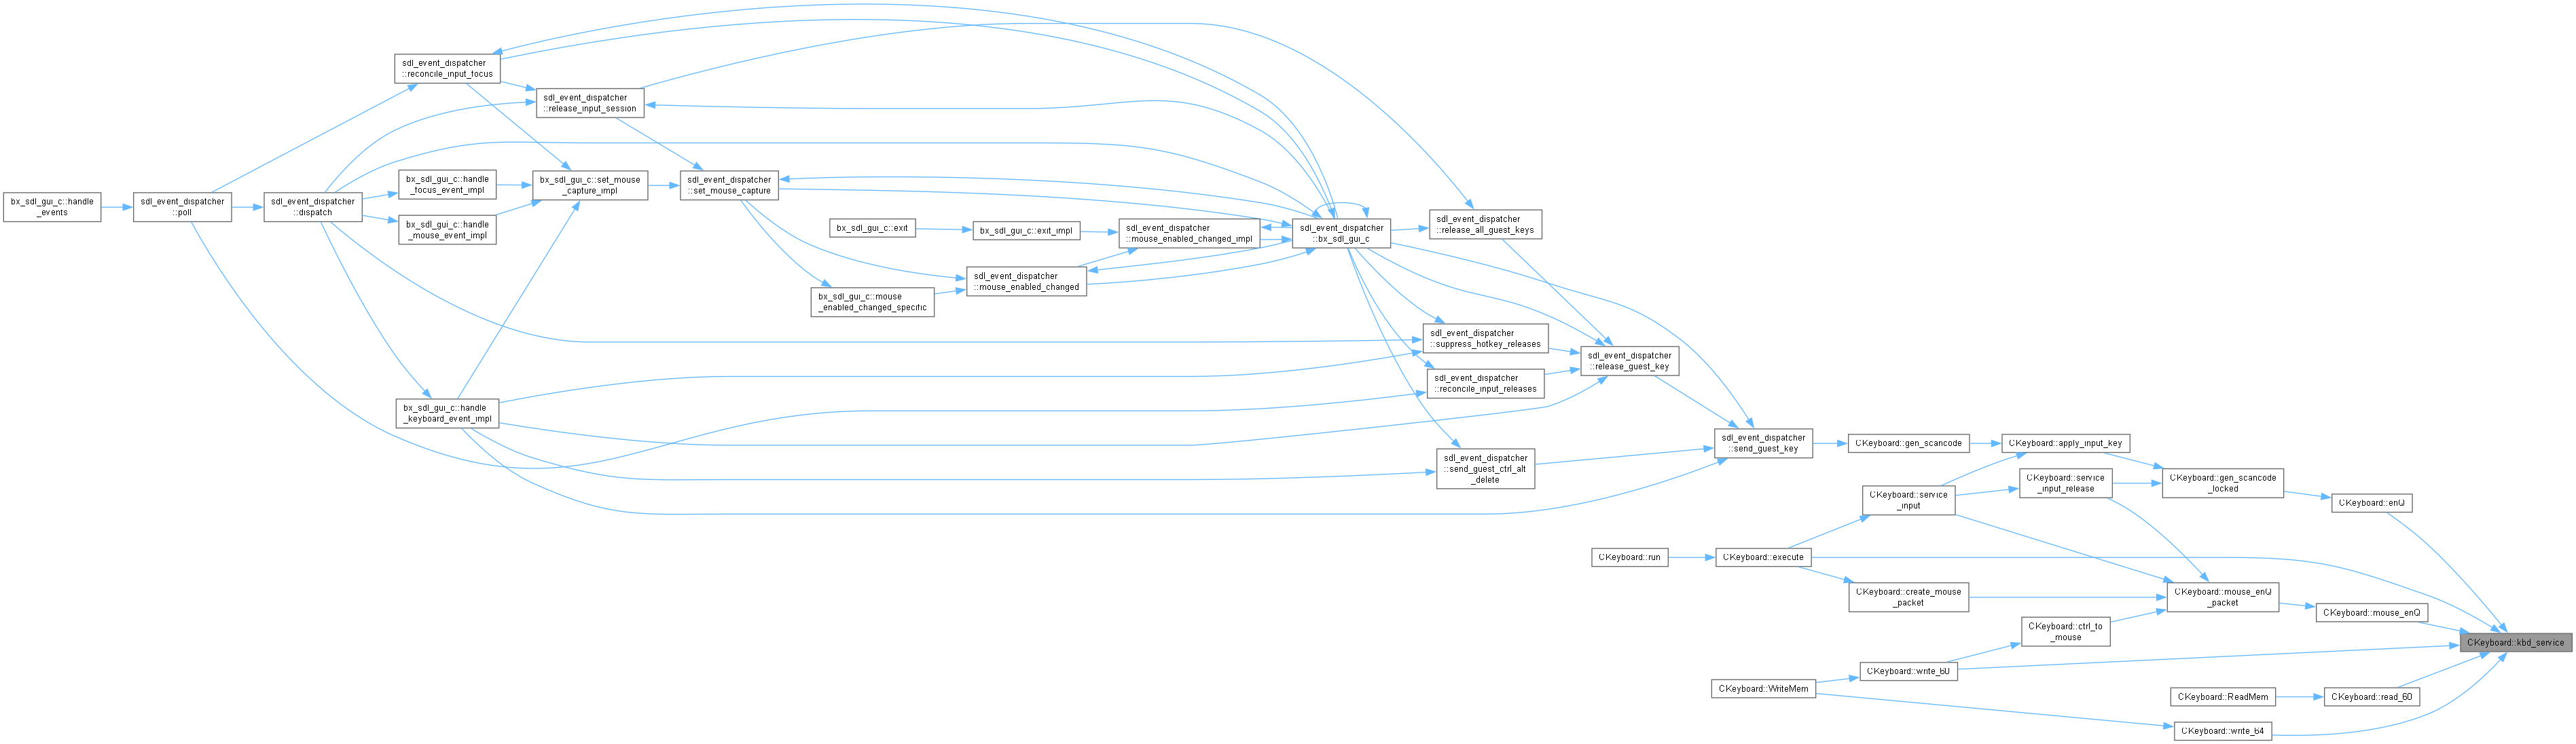 bx_sdl_gui_c::handle
_events
sdl_event_dispatcher
::poll
sdl_event_dispatcher
::dispatch
sdl_event_dispatcher
::reconcile_input_focus
bx_sdl_gui_c::handle
_focus_event_impl
bx_sdl_gui_c::handle
_mouse_event_impl
bx_sdl_gui_c::handle
_keyboard_event_impl
sdl_event_dispatcher
::release_input_session
bx_sdl_gui_c::set_mouse
_capture_impl
sdl_event_dispatcher
::set_mouse_capture
bx_sdl_gui_c::exit
bx_sdl_gui_c::mouse
_enabled_changed_specific
bx_sdl_gui_c::exit_impl
sdl_event_dispatcher
::mouse_enabled_changed
sdl_event_dispatcher
::mouse_enabled_changed_impl
sdl_event_dispatcher
::bx_sdl_gui_c
sdl_event_dispatcher
::release_all_guest_keys
sdl_event_dispatcher
::suppress_hotkey_releases
sdl_event_dispatcher
::reconcile_input_releases
sdl_event_dispatcher
::send_guest_ctrl_alt
_delete
sdl_event_dispatcher
::release_guest_key
sdl_event_dispatcher
::send_guest_key
CKeyboard::gen_scancode
CKeyboard::apply_input_key
CKeyboard::service
_input
CKeyboard::service
_input_release
CKeyboard::gen_scancode
_locked
CKeyboard::enQ
CKeyboard::run
CKeyboard::execute
CKeyboard::create_mouse
_packet
CKeyboard::mouse_enQ
_packet
CKeyboard::mouse_enQ
CKeyboard::ctrl_to
_mouse
CKeyboard::kbd_service
CKeyboard::write_60
CKeyboard::WriteMem
CKeyboard::ReadMem
CKeyboard::read_60
CKeyboard::write_64